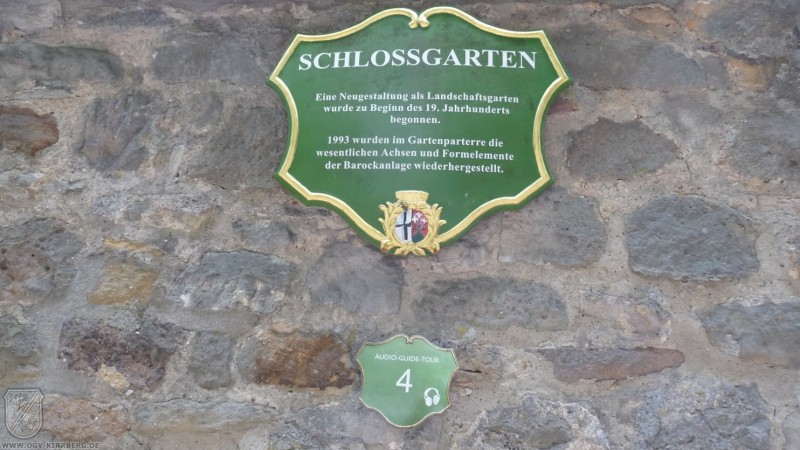 SCHLOSSGARTEN
Eine Neugestaltung als Landschaftsgarten
wurde zu Beginn des 19. Jahrhunderts
begonnen.
1993 wurden im Gartenparterre die
wesentlichen Achsen und Formelemente
der Barockanlage wiederhergestellt.
AUDIO-GUIDE-TOUR
4
WWW.OGV-KIRRBERG.DE